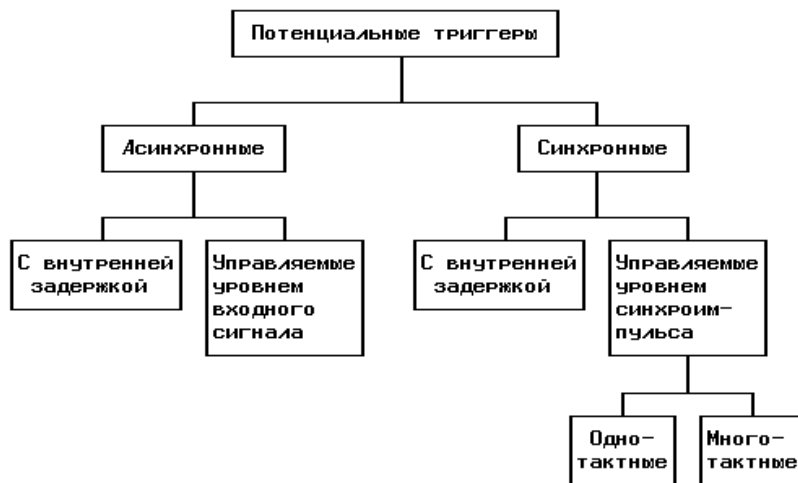 Потенциальные триггеры
Асинхронные
Синхронные
С внутренней
задержкой
Управляемые
уровнем
входного
сигнала
С внутренней
задержкой
Управляемые
уровнем
синхроим-
пульса
Одно-
тактные
Много-
тактные